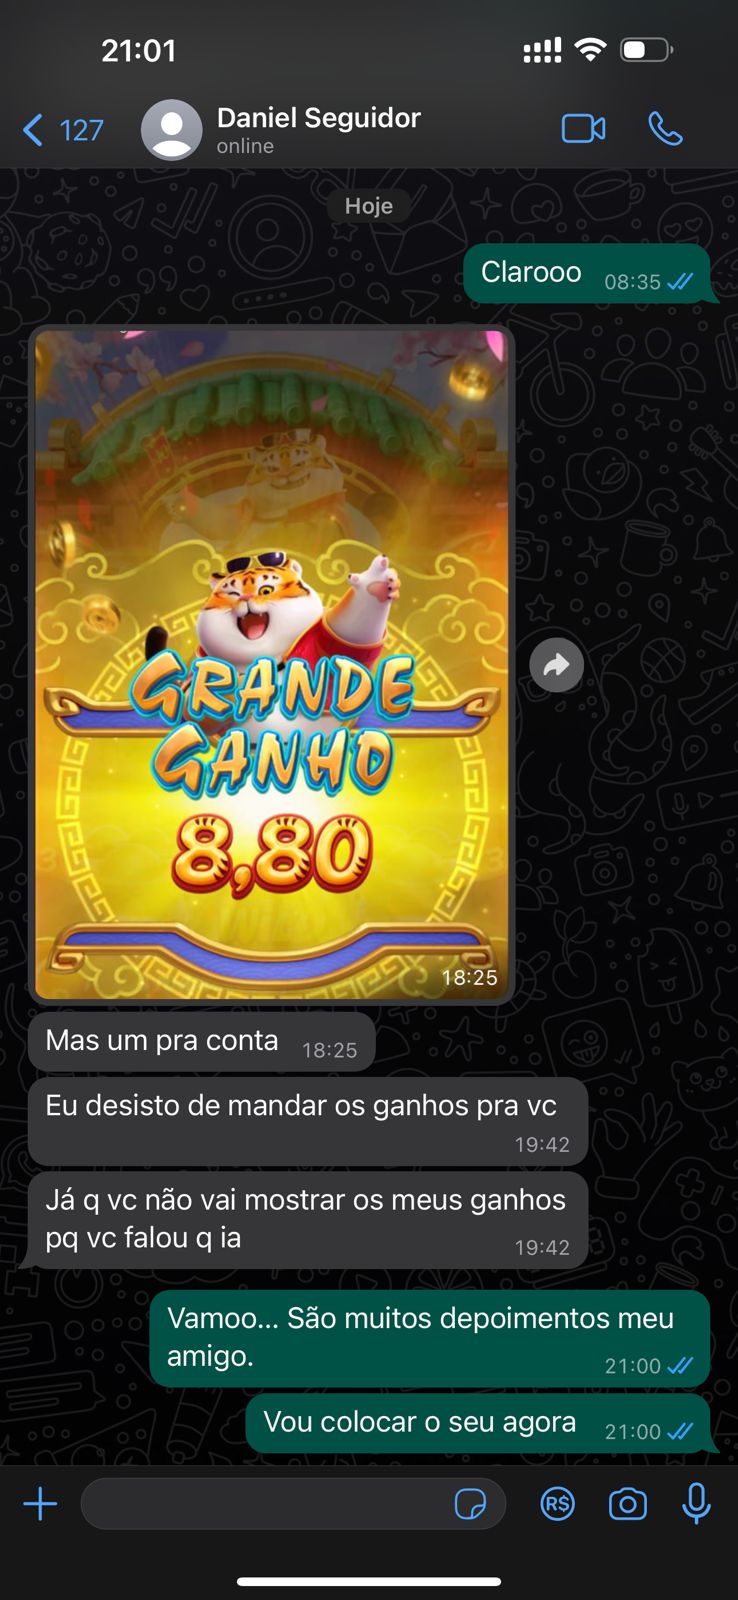 21:01
127
Daniel Seguidor
online
Hoje
Clarooo 08:35
GRANDE
GANHO
8,80
18:25
Mas um pra conta 18:25
Eu desisto de mandar os ganhos pra vc
19:42
Já q vc não vai mostrar os meus ganhos
pq vc falou q ia 19:42
Vamoo... São muitos depoimentos meu
amigo. 21:00
Vou colocar o seu agora 21:00
R$